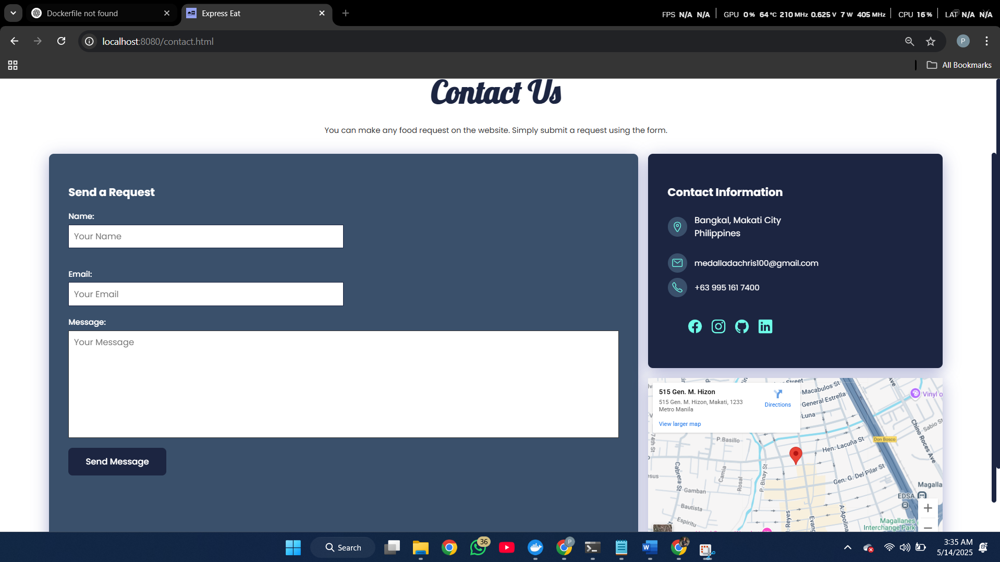 Dockerfile not found
Express Eat
FPS N/A N/A GPU 0% 64 °C 210 MHz 0.625 V 7 W 405 MHz CPU 16% LAT N/A N/A
localhost:8080/contact.html
P
All Bookmarks
Contact Us
You can make any food request on the website. Simply submit a request using the form.
Send a Request
Name:
Your Name
Email:
Your Email
Message:
Your Message
Send Message
Contact Information
Bangkal, Makati City
Philippines
medalladachris100@gmail.com
+63 995 161 7400
515 Gen. M. Hizon
515 Gen. M. Hizon, Makati, 1233
Metro Manila
Directions
View larger map
Street
Macabulos St
General Estrella
Luna
Vinyl o
Ave
Sabio St
Chino Roces Ave
Don Bosco
74th St
P.Basillo
Hen. Lacuña St
Cabrera St
Camia
Rosal
P. Binay St
Gen. G. Del Pilar St
esus
Gamban
Magalla
EDSA
Bautista
Espiritu
Reyes
Evang
A.Apolina
Magallanes
Interchange Park
+
−
Search
36
P
3:35 AM
5/14/2025